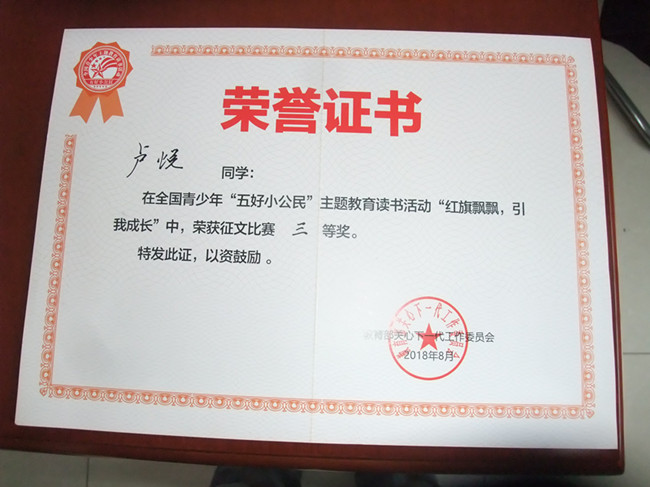 荣誉证书
卢悦 同学：
在全国青少年“五好小公民”主题教育读书活动“红旗飘飘，引
我成长”中，荣获征文比赛 三 等奖。
特发此证，以资鼓励 。
教育部关心下一代工作委员会
2018年8月